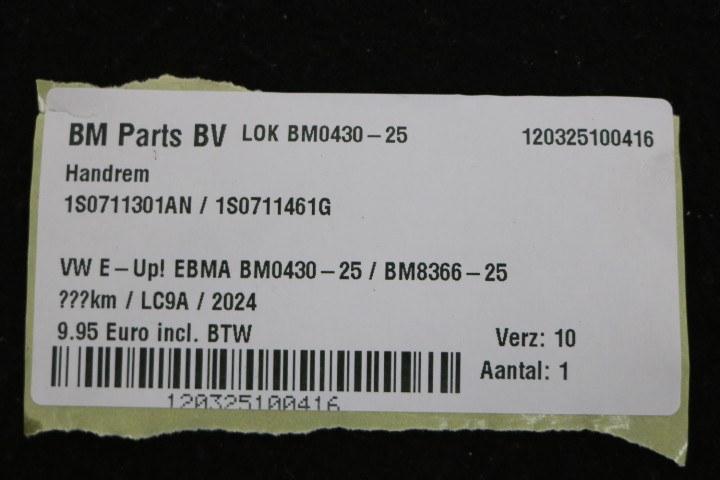 BM Parts BV LOK BM0430-25 120325100416
Handrem
1S0711301AN / 1S0711461G
VW E-Up! EBMA BM0430-25 / BM8366-25
???km / LC9A / 2024
9.95 Euro incl. BTW
Verz: 10
Aantal: 1
120325100416